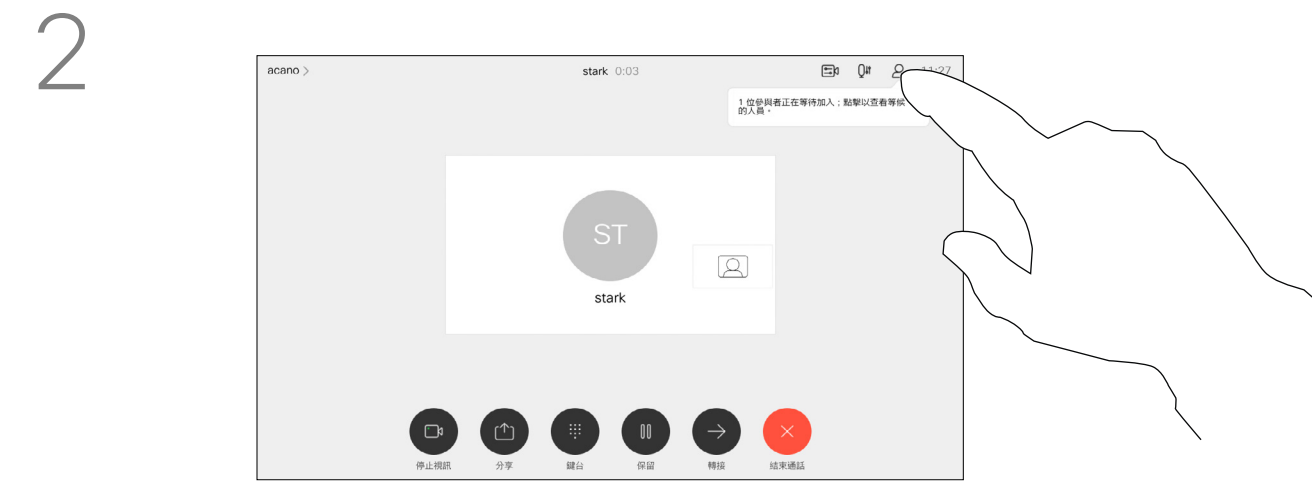 2
acano >
stark 0:03
11:27
1 位參與者正在等待加入；點擊以查看等候
的人員。
ST
stark
停止視訊
分享
鍵台
保留
轉接
結束通話